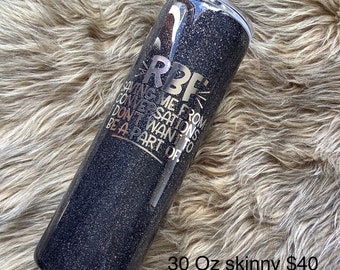 RBF
SAVING ME FROM
CONVERSATIONS I
DON'T WANT TO
BE A PART OF
30 Oz skinny $40